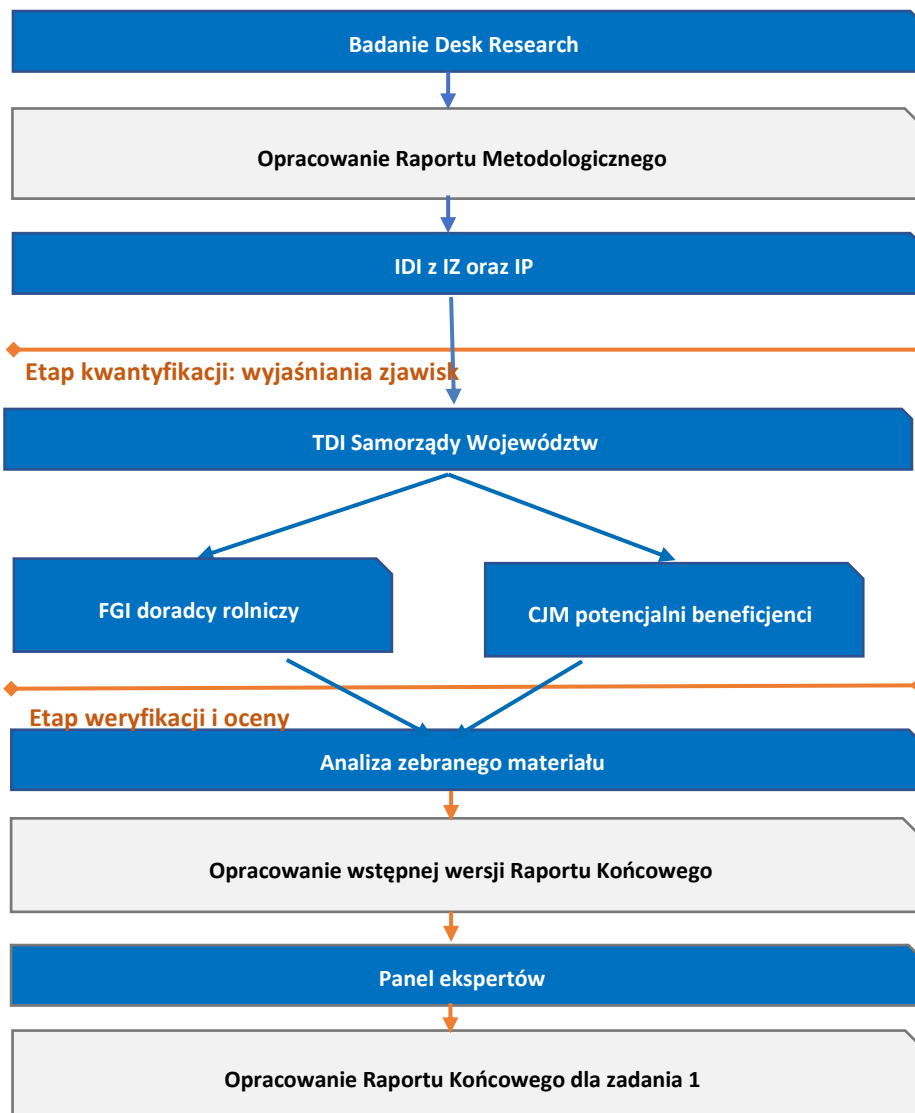 Badanie Desk Research
Opracowanie Raportu Metodologicznego
IDI z IZ oraz IP
Etap kwantyfikacji: wyjaśniania zjawisk
TDI Samorządy Województw
FGI doradcy rolniczy
CJM potencjalni beneficjenci
Etap weryfikacji i oceny
Analiza zebranego materiału
Opracowanie wstępnej wersji Raportu Końcowego
Panel ekspertów
Opracowanie Raportu Końcowego dla zadania 1